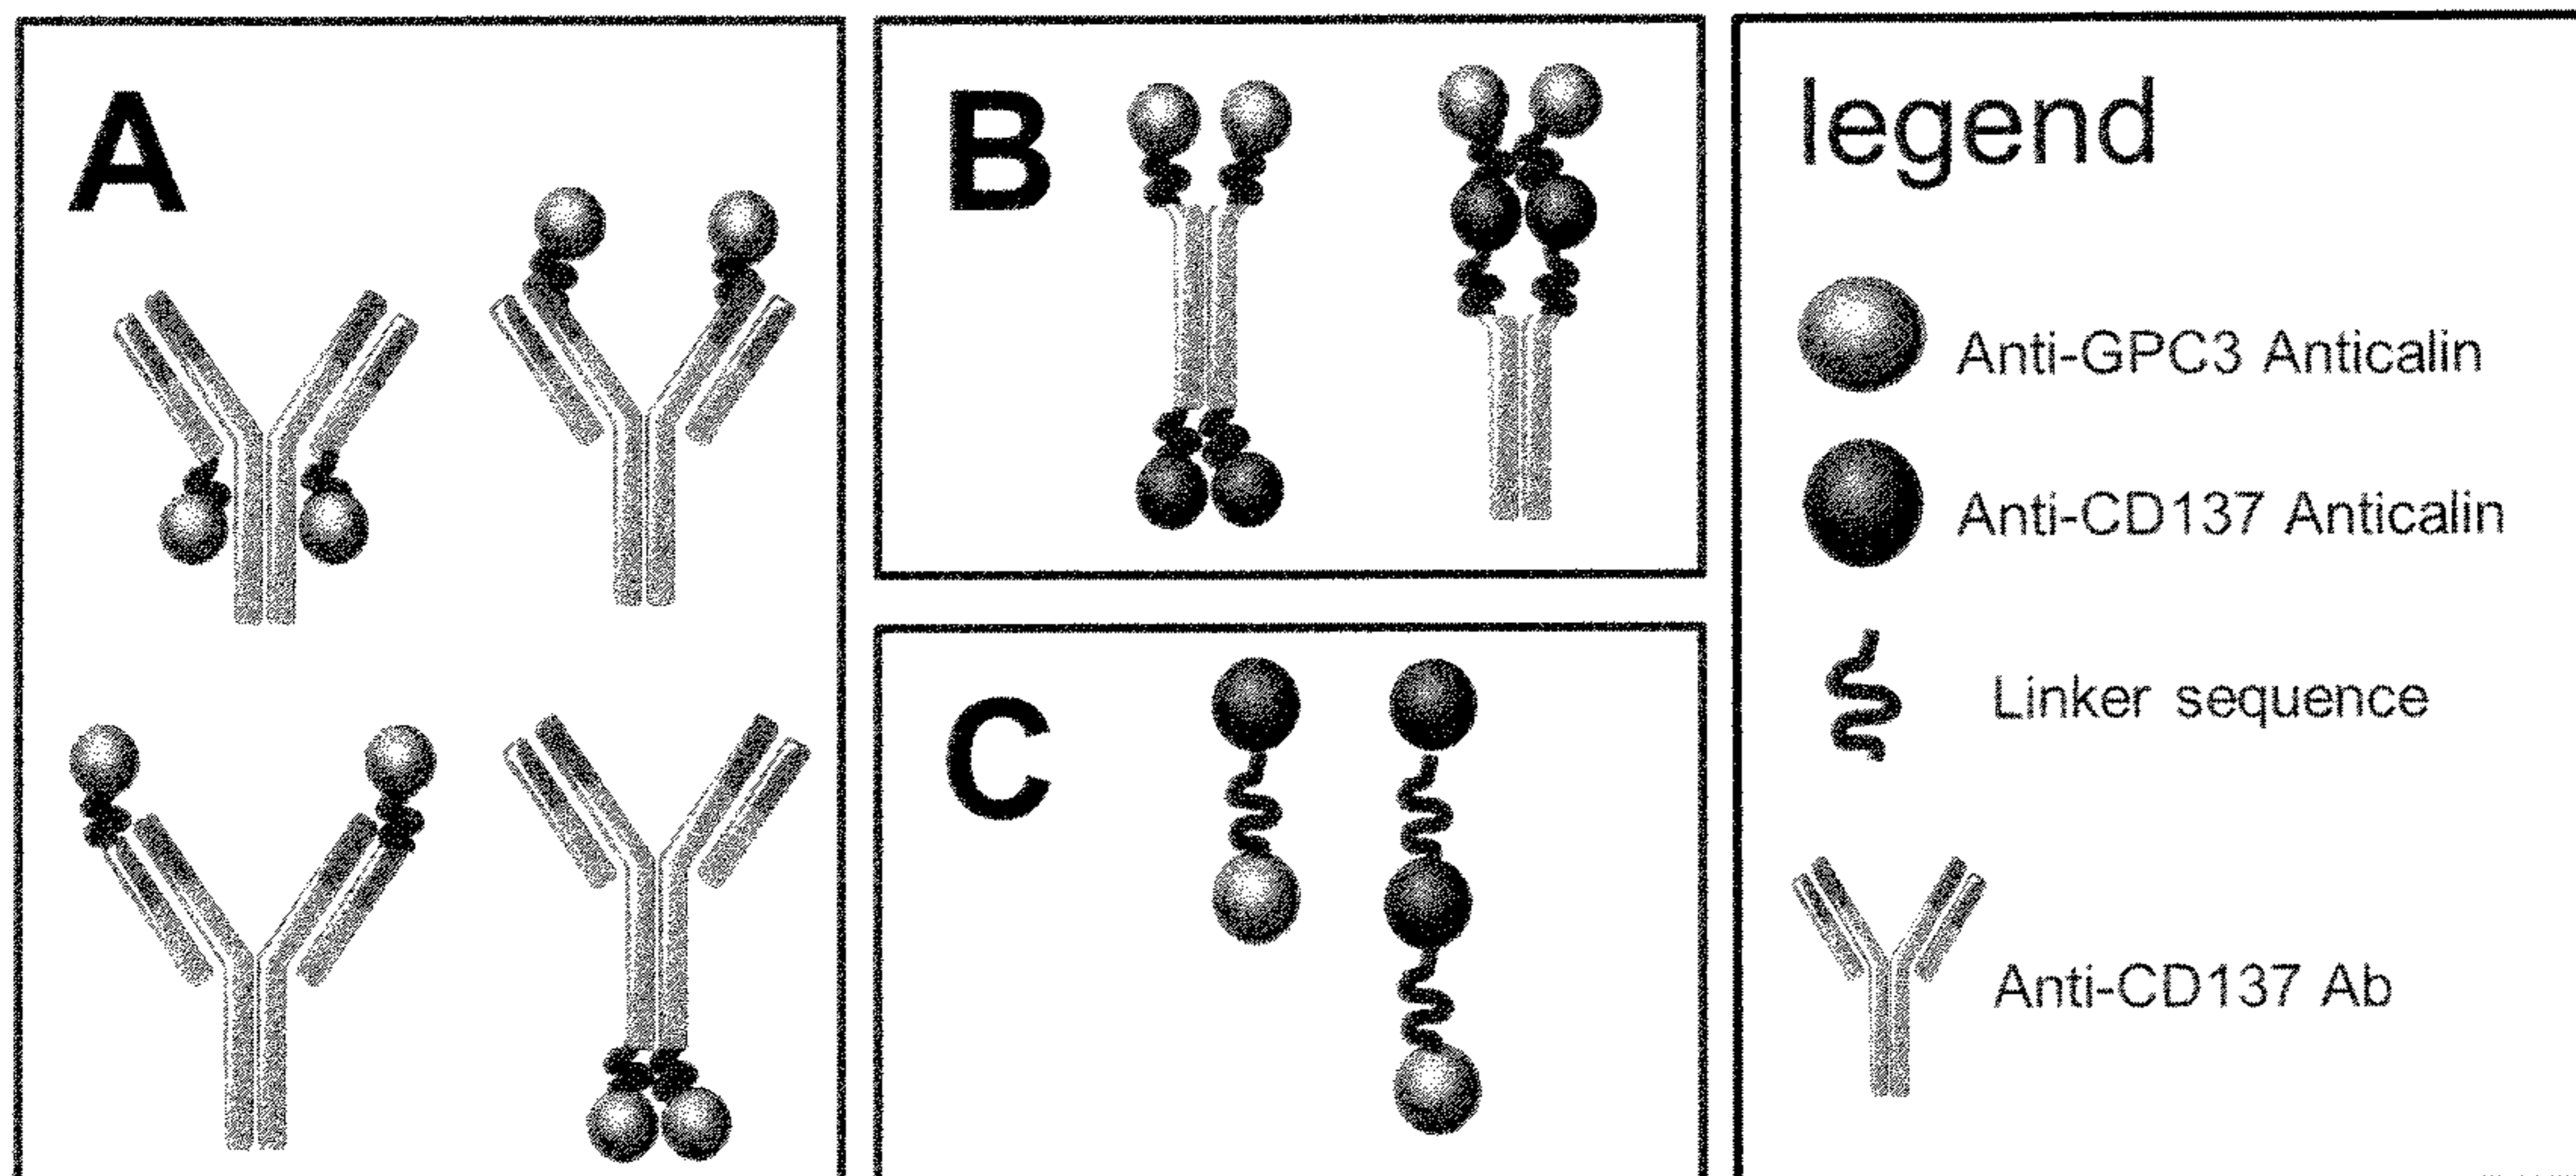 A
B
C
legend
Anti-GPC3 Anticalin
Anti-CD137 Anticalin
Linker sequence
Anti-CD137 Ab